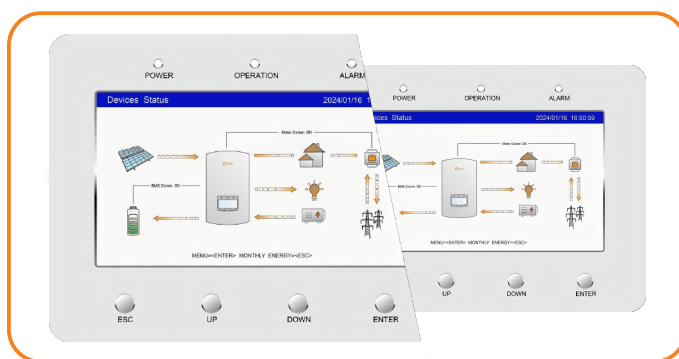 POWER OPERATION ALARM
Devices Status 2024/01/16 1
Meter Comm. OK
BMS Comm. OK
MENU=<ENTER> MONTHLY ENERGY=<ESC>
ESC UP DOWN ENTER
POWER OPERATION ALARM
ices Status 2024/01/16 16:50:59
Meter Comm. OK
BMS Comm. OK
MENU=<ENTER> MONTHLY ENERGY=<ESC>
UP DOWN ENTER